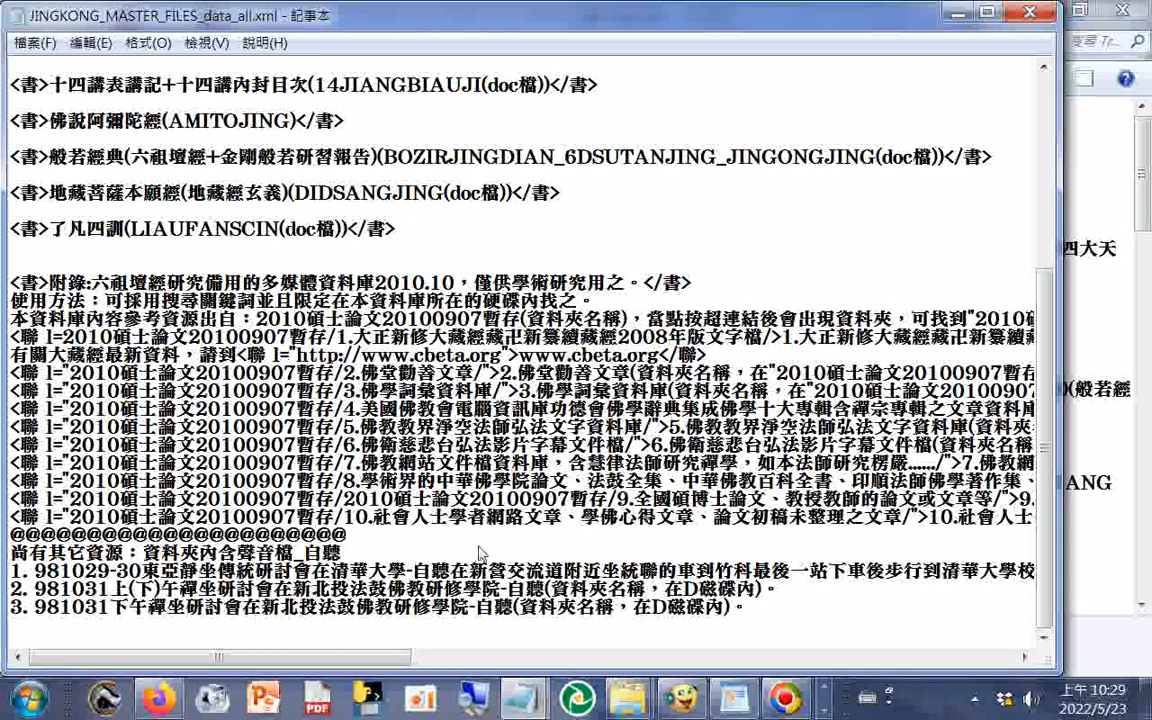 JINGKONG_MASTER_FILES_data_all.xml - 記事本
檔案(F) 編輯(E) 格式(O) 檢視(V) 說明(H)
<書>十四講表講記+十四講內封目次(14JIANGBIAUJI(doc檔))</書>
<書>佛說阿彌陀經(AMITOJING)</書>
<書>般若經典(六祖壇經+金剛般若研習報告)(BOZIRJINGDIAN_6DSUTANJING_JINGONGJING(doc檔))</書>
<書>地藏菩薩本願經(地藏經玄義)(DIDSANGJING(doc檔))</書>
<書>了凡四訓(LIAUFANSCIN(doc檔))</書>
<書>附錄:六祖壇經研究備用的多媒體資料庫2010.10，僅供學術研究用之。</書>
使用方法：可採用搜尋關鍵詞並且限定在本資料庫所在的硬碟內找之。
本資料庫內容參考資源出自：2010碩士論文20100907暫存(資料夾名稱)，當點按超連結後會出現資料夾，可找到"2010碩
<聯 l=2010碩士論文20100907暫存/1.大正新修大藏經藏卍新纂續藏經2008年版文字檔/>1.大正新修大藏經藏卍新纂續藏
有關大藏經最新資料，請到<聯 l="http://www.cbeta.org">www.cbeta.org</聯>
<聯 l="2010碩士論文20100907暫存/2.佛堂勸善文章/">2.佛堂勸善文章(資料夾名稱，在"2010碩士論文20100907暫存
<聯 l="2010碩士論文20100907暫存/3.佛學詞彙資料庫/">3.佛學詞彙資料庫(資料夾名稱，在"2010碩士論文20100907暫
<聯 l="2010碩士論文20100907暫存/4.美國佛教會電腦資訊庫功德會佛學辭典集成佛學十大專輯含禪宗專輯之文章資料庫
<聯 l="2010碩士論文20100907暫存/5.佛教教界淨空法師弘法文字資料庫/">5.佛教教界淨空法師弘法文字資料庫(資料夾
<聯 l="2010碩士論文20100907暫存/6.佛衛慈悲台弘法影片字幕文件檔/">6.佛衛慈悲台弘法影片字幕文件檔(資料夾名稱
<聯 l="2010碩士論文20100907暫存/7.佛教網站文件檔資料庫，含慧律法師研究禪學，如本法師研究楞嚴....../">7.佛教網
<聯 l="2010碩士論文20100907暫存/8.學術界的中華佛學院論文、法鼓全集、中華佛教百科全書、印順法師佛學著作集、
<聯 l="2010碩士論文20100907暫存/2010碩士論文20100907暫存/9.全國碩博士論文、教授教師的論文或文章等/">9.
<聯 l="2010碩士論文20100907暫存/10.社會人士學者網路文章、學佛心得文章、論文初稿未整理之文章/">10.社會人士
@@@@@@@@@@@@@@@@@@@@@
尚有其它資源：資料夾內含聲音檔_自聽
1. 981029-30東亞靜坐傳統研討會在清華大學-自聽在新營交流道附近坐統聯的車到竹科最後一站下車後步行到清華大學校
2. 981031上(下)午禪坐研討會在新北投法鼓佛教研修學院-自聽(資料夾名稱，在D磁碟內)。
3. 981031下午禪坐研討會在新北投法鼓佛教研修學院-自聽(資料夾名稱，在D磁碟內)。
搜尋 Tr...
四大天
)(般若經
ANG
上午 10:29
2022/5/23